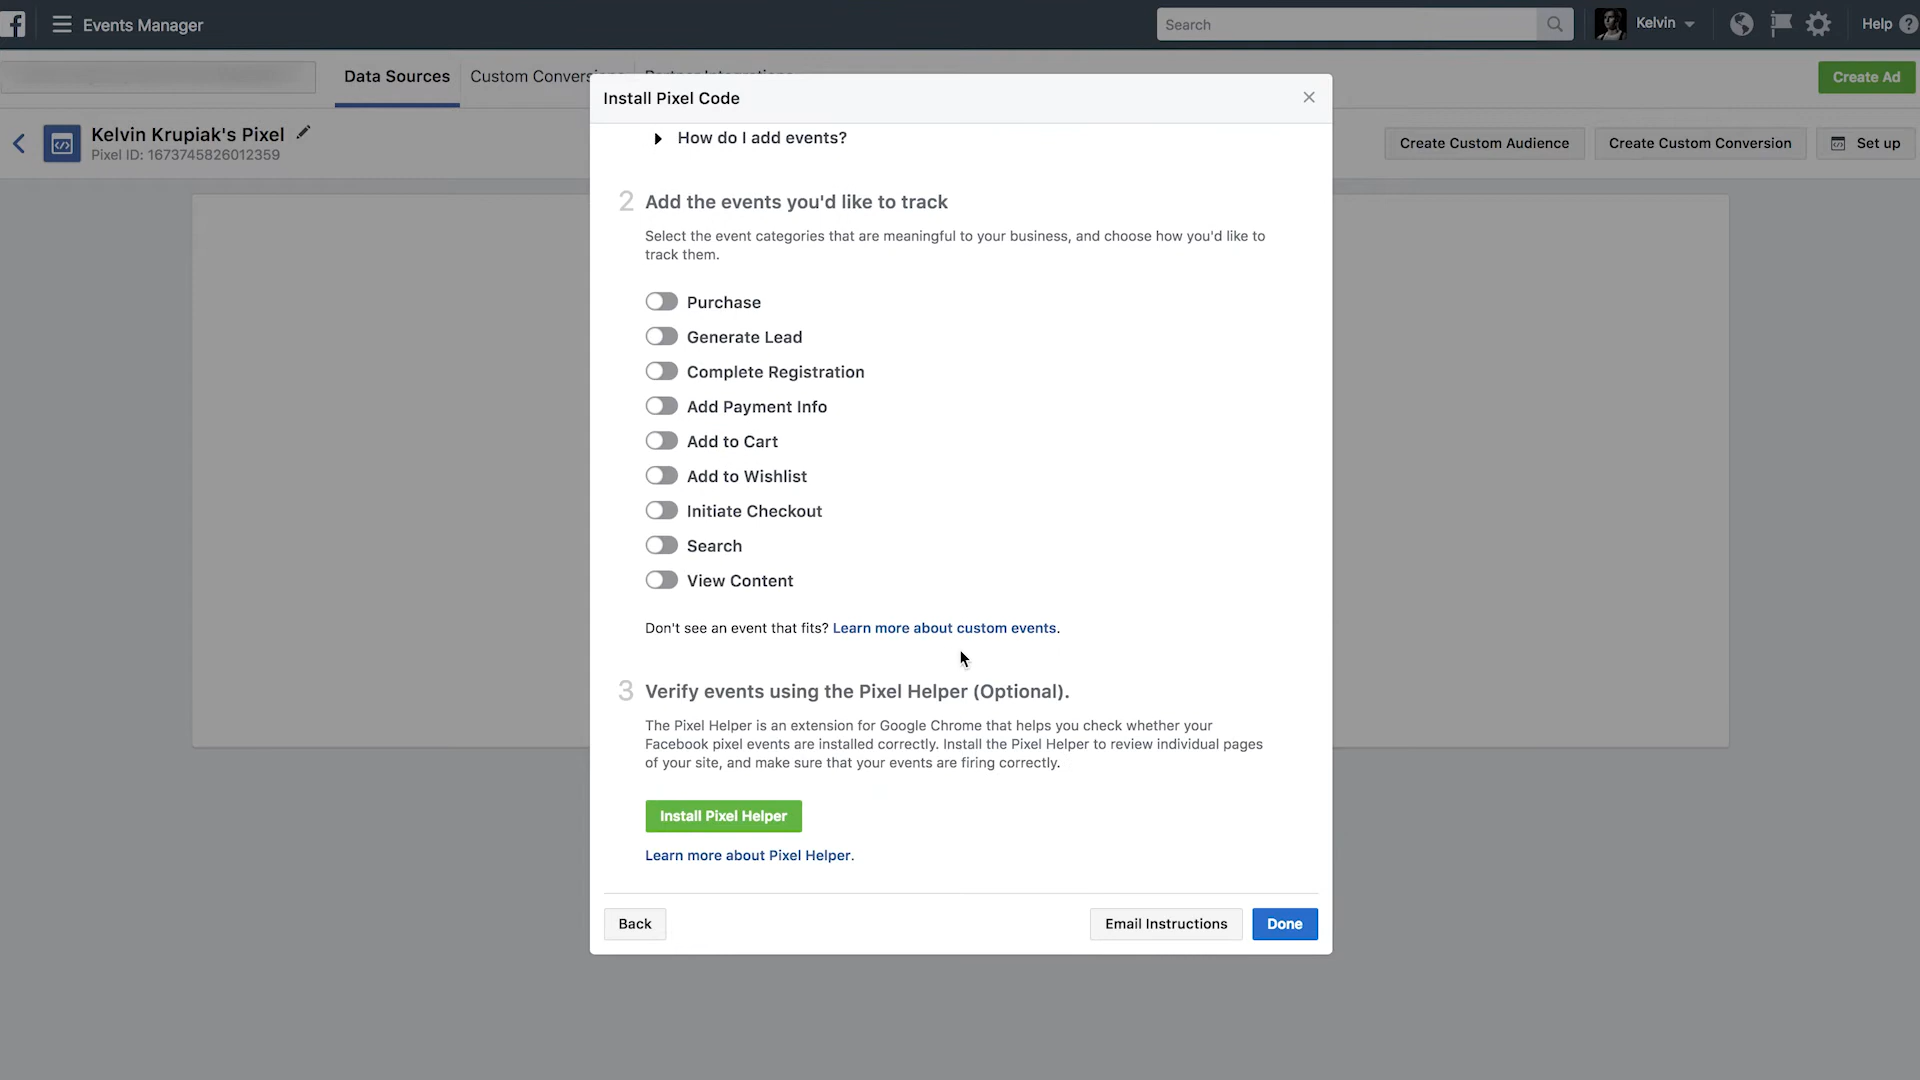 Events Manager
Search
Kelvin
Help
Data Sources
Custom Conversions
Partner Integrations
Create Ad
Install Pixel Code
Kelvin Krupiak's Pixel
Pixel ID: 1673745826012359
Create Custom Audience
Create Custom Conversion
Set up
How do I add events?
2 Add the events you'd like to track
Select the event categories that are meaningful to your business, and choose how you'd like to
track them.
Purchase
Generate Lead
Complete Registration
Add Payment Info
Add to Cart
Add to Wishlist
Initiate Checkout
Search
View Content
Don't see an event that fits? Learn more about custom events.
3 Verify events using the Pixel Helper (Optional).
The Pixel Helper is an extension for Google Chrome that helps you check whether your
Facebook pixel events are installed correctly. Install the Pixel Helper to review individual pages
of your site, and make sure that your events are firing correctly.
Install Pixel Helper
Learn more about Pixel Helper.
Back
Email Instructions
Done